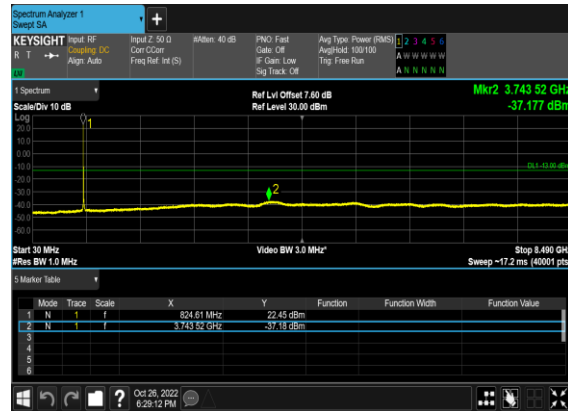 Spectrum Analyzer 1
Swept SA
+
KEYSIGHT Input: RF Input Z: 50 Ω #Atten: 40 dB PNO: Fast Avg Type: Power (RMS) 1 2 3 4 5 6
R T Coupling: DC Corr CCorr Gate: Off Avg|Hold: 100/100 A W W W W W
Align: Auto Freq Ref: Int (S) IF Gain: Low Trig: Free Run
Sig Track: Off A N N N N N
1 Spectrum Ref Lvl Offset 7.60 dB Mkr2 3.743 52 GHz
Scale/Div 10 dB Ref Level 30.00 dBm -37.177 dBm
Log
1
20.0
10.0
0.00
-10.0
DL1 -13.00 dBm
-20.0
-30.0
2
-40.0
-50.0
-60.0
Start 30 MHz Video BW 3.0 MHz* Stop 8.490 GHz
#Res BW 1.0 MHz Sweep ~17.2 ms (40001 pts)
5 Marker Table
Mode Trace Scale X Y Function Function Width Function Value
1 N 1 f 824.61 MHz 22.45 dBm
2 N 1 f 3.743 52 GHz -37.18 dBm
3
4
5
6
? Oct 26, 2022
6:29:12 PM